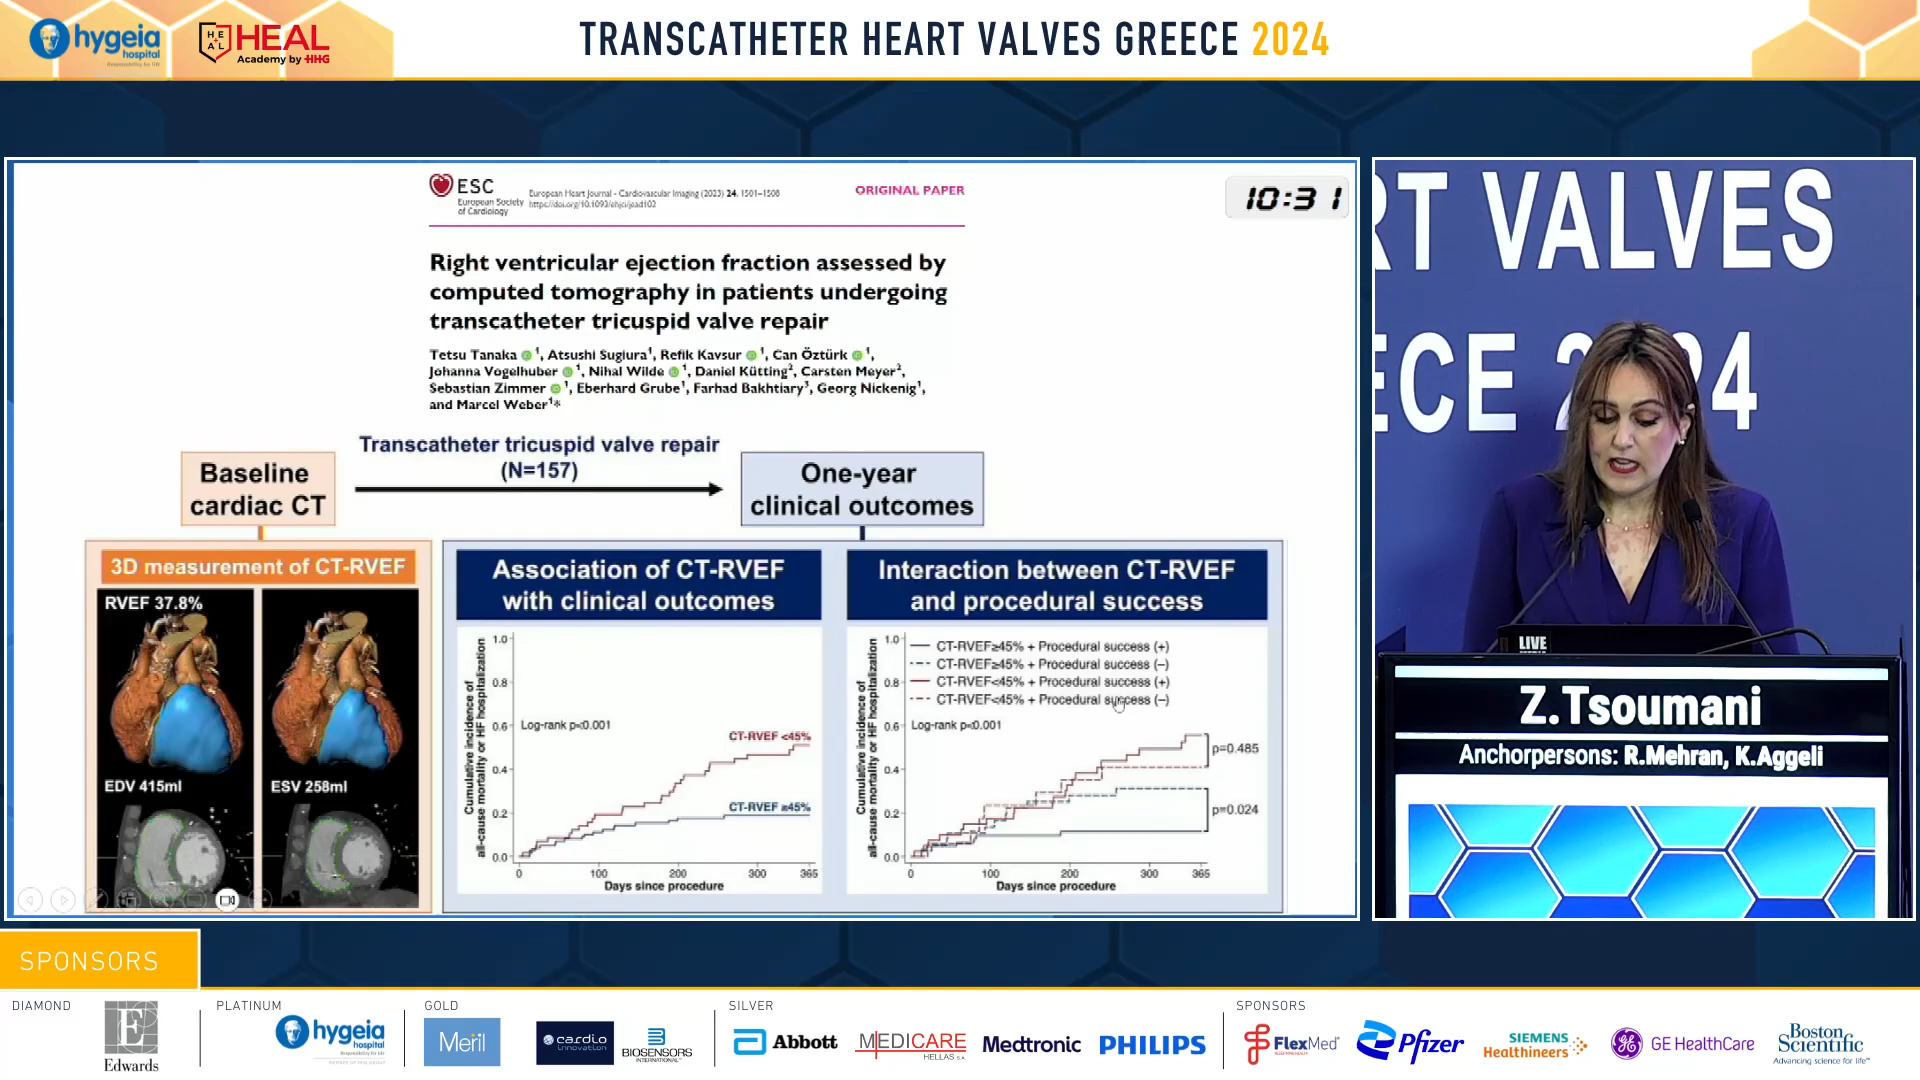 hygeia
hospital
HEAL
HEAL
Academy by HHG
TRANSCATHETER HEART VALVES GREECE 2024
ESC
European Society
of Cardiology
European Heart Journal - Cardiovascular Imaging (2023) 24, 1501–1508
https://doi.org/10.1093/ehjci/jead102
ORIGINAL PAPER
10:31
Right ventricular ejection fraction assessed by
computed tomography in patients undergoing
transcatheter tricuspid valve repair
Tetsu Tanaka 1, Atsushi Sugiura1, Refik Kavsur 1, Can Öztürk 1,
Johanna Vogelhuber 1, Nihal Wilde 1, Daniel Kütting2, Carsten Meyer2,
Sebastian Zimmer 1, Eberhard Grube1, Farhad Bakhtiary3, Georg Nickenig1,
and Marcel Weber1*
Baseline
cardiac CT
Transcatheter tricuspid valve repair
(N=157)
One-year
clinical outcomes
3D measurement of CT-RVEF
RVEF 37.8%
EDV 415ml
ESV 258ml
Association of CT-RVEF
with clinical outcomes
Cumulative incidence of
all-cause mortality or HF hospitalization
1.0
0.8
0.6
0.4
0.2
0.0
Log-rank p<0.001
CT-RVEF <45%
CT-RVEF ≥45%
0 100 200 300 365
Days since procedure
Interaction between CT-RVEF
and procedural success
Cumulative incidence of
all-cause mortality or HF hospitalization
1.0
0.8
0.6
0.4
0.2
0.0
CT-RVEF≥45% + Procedural success (+)
CT-RVEF≥45% + Procedural success (–)
CT-RVEF<45% + Procedural success (+)
CT-RVEF<45% + Procedural success (–)
Log-rank p<0.001
p=0.485
p=0.024
0 100 200 300 365
Days since procedure
RT VALVES
ECE 2 24
LIVE
Z.Tsoumani
Anchorpersons: R.Mehran, K.Aggeli
SPONSORS
DIAMOND
E
Edwards
PLATINUM
hygeia
hospital
GOLD
Meril
cardio
innovation
BIOSENSORS
INTERNATIONAL
SILVER
Abbott
MEDICARE
HELLAS S.A.
Medtronic
PHILIPS
SPONSORS
FlexMed
Pfizer
SIEMENS
Healthineers
GE HealthCare
Boston
Scientific
Advancing science for life